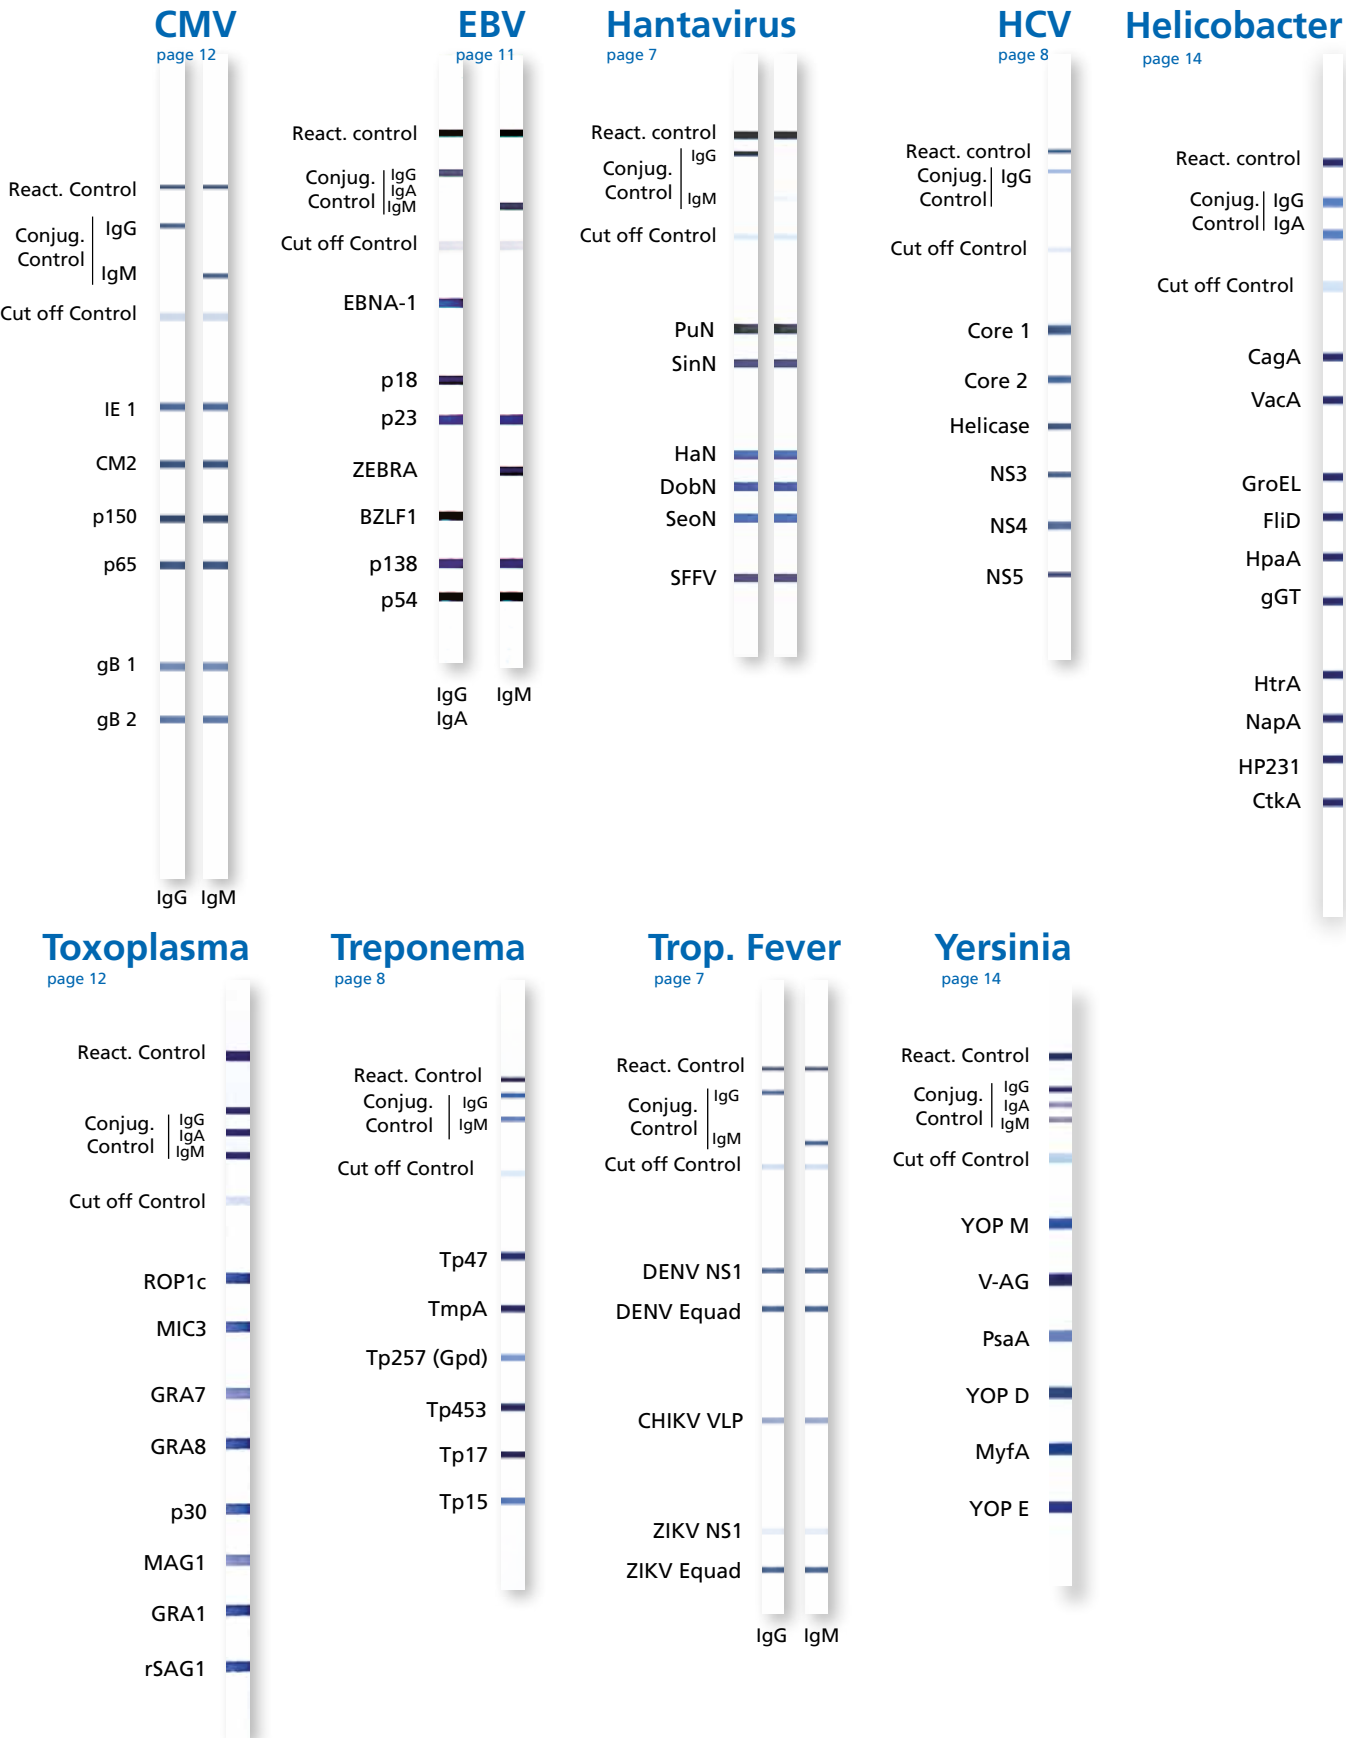 CMV
page 12
React. Control
Conjug.
Control
IgG
IgM
Cut off Control
IE 1
CM2
p150
p65
gB 1
gB 2
IgG IgM
EBV
page 11
React. control
Conjug.
Control
IgG
IgA
IgM
Cut off Control
EBNA-1
p18
p23
ZEBRA
BZLF1
p138
p54
IgG IgM
IgA
Hantavirus
page 7
React. control
Conjug.
Control
IgG
IgM
Cut off Control
PuN
SinN
HaN
DobN
SeoN
SFFV
HCV
page 8
React. control
Conjug.
Control
IgG
Cut off Control
Core 1
Core 2
Helicase
NS3
NS4
NS5
Helicobacter
page 14
React. control
Conjug. IgG
Control IgA
Cut off Control
CagA
VacA
GroEL
FliD
HpaA
gGT
HtrA
NapA
HP231
CtkA
Toxoplasma
page 12
React. Control
Conjug.
Control
IgG
IgA
IgM
Cut off Control
ROP1c
MIC3
GRA7
GRA8
p30
MAG1
GRA1
rSAG1
Treponema
page 8
React. Control
Conjug. IgG
Control IgM
Cut off Control
Tp47
TmpA
Tp257 (Gpd)
Tp453
Tp17
Tp15
Trop. Fever
page 7
React. Control
Conjug.
Control
IgG
IgM
Cut off Control
DENV NS1
DENV Equad
CHIKV VLP
ZIKV NS1
ZIKV Equad
IgG IgM
Yersinia
page 14
React. Control
Conjug.
Control
IgG
IgA
IgM
Cut off Control
YOP M
V-AG
PsaA
YOP D
MyfA
YOP E